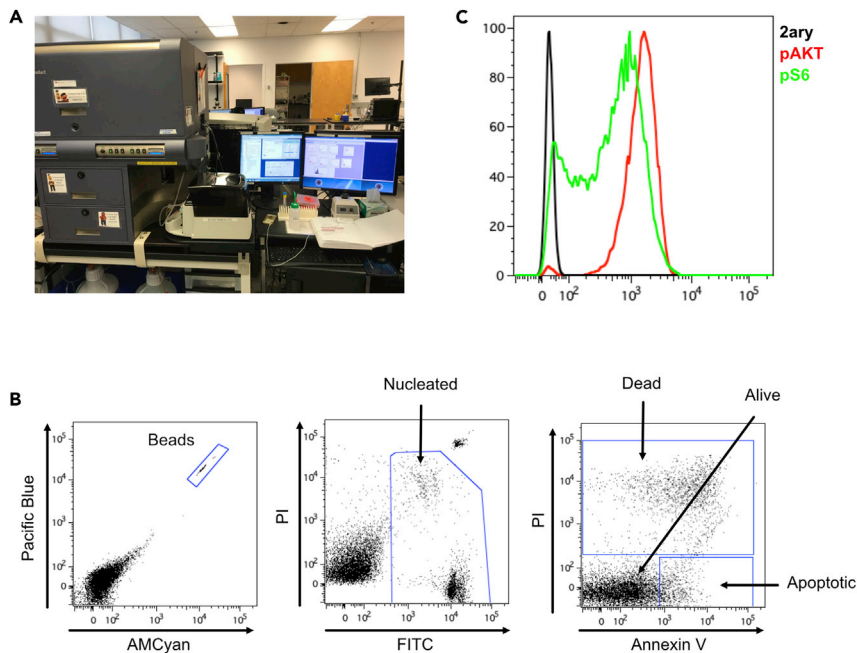 A
C
2ary
pAKT
pS6
100
80
60
40
20
0
0 10² 10³ 10⁴ 10⁵
B
Nucleated
Dead
Alive
Beads
Apoptotic
Pacific Blue
10⁵
10⁴
10³
10²
0
0 10² 10³ 10⁴ 10⁵
AMCyan
PI
10⁵
10⁴
10³
10²
0
0 10² 10³ 10⁴ 10⁵
FITC
PI
10⁵
10⁴
10³
10²
0
0 10² 10³ 10⁴ 10⁵
Annexin V